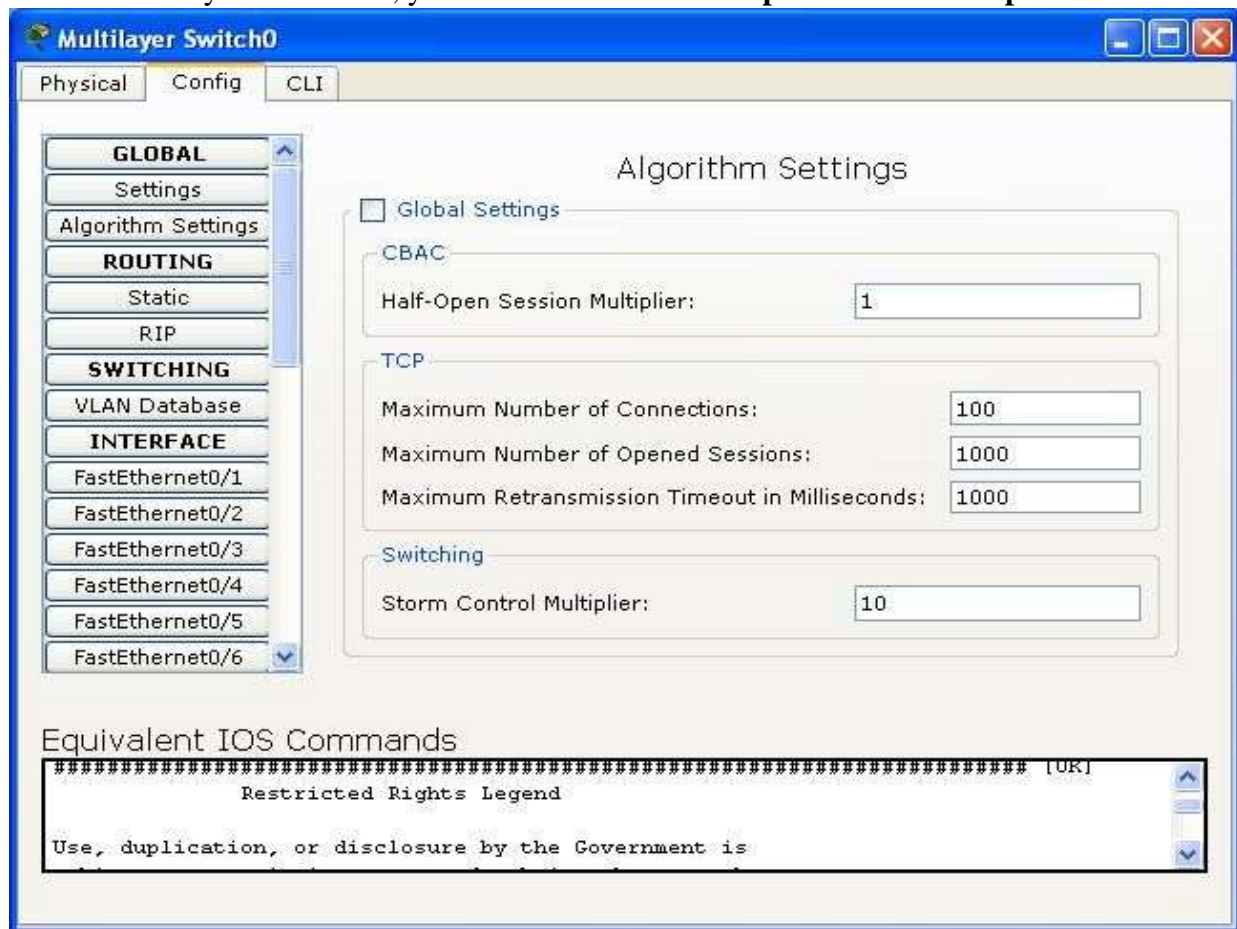 Multilayer Switch0
Physical Config CLI
GLOBAL
Settings
Algorithm Settings
ROUTING
Static
RIP
SWITCHING
VLAN Database
INTERFACE
FastEthernet0/1
FastEthernet0/2
FastEthernet0/3
FastEthernet0/4
FastEthernet0/5
FastEthernet0/6
Algorithm Settings
Global Settings
CBAC
Half-Open Session Multiplier: 1
TCP
Maximum Number of Connections: 100
Maximum Number of Opened Sessions: 1000
Maximum Retransmission Timeout in Milliseconds: 1000
Switching
Storm Control Multiplier: 10
Equivalent IOS Commands
########################################################################## [OK]
Restricted Rights Legend
Use, duplication, or disclosure by the Government is